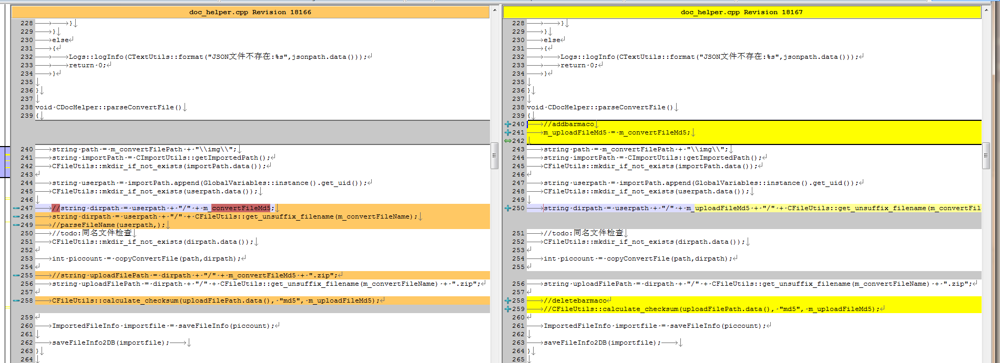 doc_helper.cpp Revision 18166
228 }
229 }
230 else
231 {
232 Logs::logInfo(CTextUtils::format("JSON文件不存在:%s",jsonpath.data()));
233 return 0;
234 }
235
236 }
237
238 void CDocHelper::parseConvertFile()
239 {
240 string path = m_convertFilePath + "\\img\\";
241 string importPath = CImportUtils::getImportedPath();
242 CFileUtils::mkdir_if_not_exists(importPath.data());
243
244 string userpath = importPath.append(GlobalVariables::instance().get_uid());
245 CFileUtils::mkdir_if_not_exists(userpath.data());
246
247 //string dirpath = userpath + "/" + m_convertFileMd5;
248 string dirpath = userpath + "/" + CFileUtils::get_unsuffix_filename(m_convertFileName);
249 //parseFileName(userpath,);
250 //todo:同名文件检查
251 CFileUtils::mkdir_if_not_exists(dirpath.data());
252
253 int piccount = copyConvertFile(path,dirpath);
254
255 //string uploadFilePath = dirpath + "/" + m_convertFileMd5 + ".zip";
256 string uploadFilePath = dirpath + "/" + CFileUtils::get_unsuffix_filename(m_convertFileName) + ".zip";
257
258 CFileUtils::calculate_checksum(uploadFilePath.data(), "md5", m_uploadFileMd5);
259
260 ImportedFileInfo importfile = saveFileInfo(piccount);
261
262 saveFileInfo2DB(importfile);
263 }
264
doc_helper.cpp Revision 18167
228 }
229 }
230 else
231 {
232 Logs::logInfo(CTextUtils::format("JSON文件不存在:%s",jsonpath.data()));
233 return 0;
234 }
235
236 }
237
238 void CDocHelper::parseConvertFile()
239 {
240 //addbarmaco
241 m_uploadFileMd5 = m_convertFileMd5;
242
243 string path = m_convertFilePath + "\\img\\";
244 string importPath = CImportUtils::getImportedPath();
245 CFileUtils::mkdir_if_not_exists(importPath.data());
246
247 string userpath = importPath.append(GlobalVariables::instance().get_uid());
248 CFileUtils::mkdir_if_not_exists(userpath.data());
249
250 string dirpath = userpath + "/" + m_uploadFileMd5 + "/" + CFileUtils::get_unsuffix_filename(m_convertFil
251 //todo:同名文件检查
252 CFileUtils::mkdir_if_not_exists(dirpath.data());
253
254 int piccount = copyConvertFile(path,dirpath);
255
256 string uploadFilePath = dirpath + "/" + CFileUtils::get_unsuffix_filename(m_convertFileName) + ".zip";
257
258 //deletebarmaco
259 //CFileUtils::calculate_checksum(uploadFilePath.data(), "md5", m_uploadFileMd5);
260
261 ImportedFileInfo importfile = saveFileInfo(piccount);
262
263 saveFileInfo2DB(importfile);
264 }
265